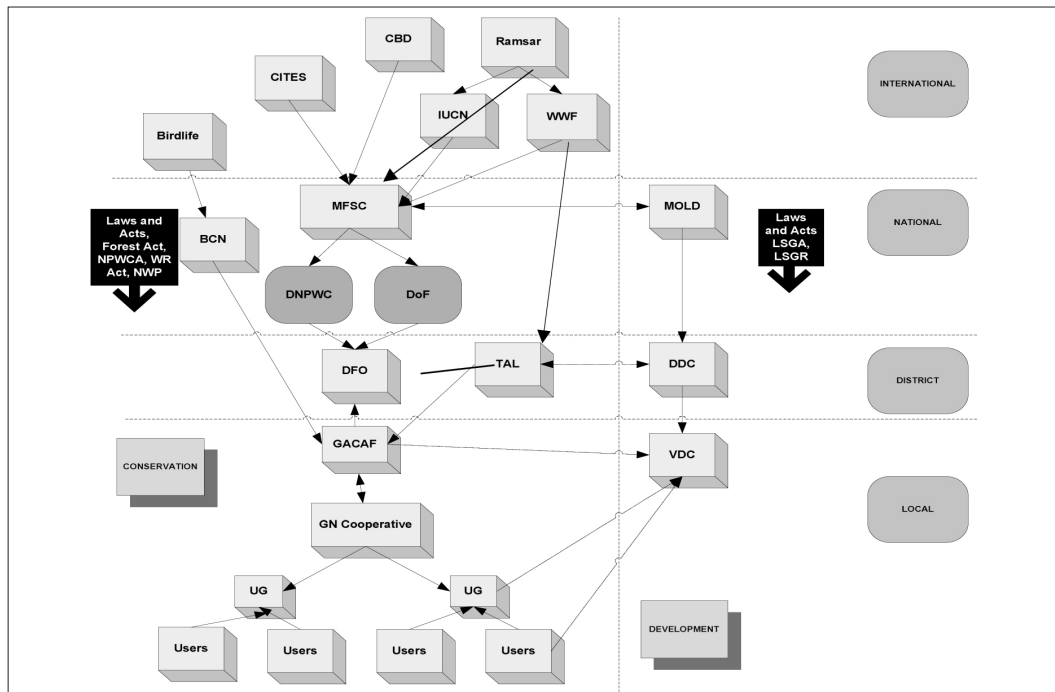 CBD
Ramsar
CITES
INTERNATIONAL
IUCN
WWF
Birdlife
MFSC
MOLD
NATIONAL
Laws and
Acts,
Forest Act,
NPWCA, WR
Act, NWP
BCN
Laws
and Acts
LSGA,
LSGR
DNPWC
DoF
DFO
TAL
DDC
DISTRICT
GACAF
VDC
CONSERVATION
GN Cooperative
LOCAL
UG
UG
DEVELOPMENT
Users
Users
Users
Users